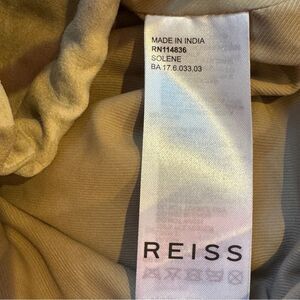 MADE IN INDIA
RN114836
SOLENE
BA.17.6.033.03
REISS